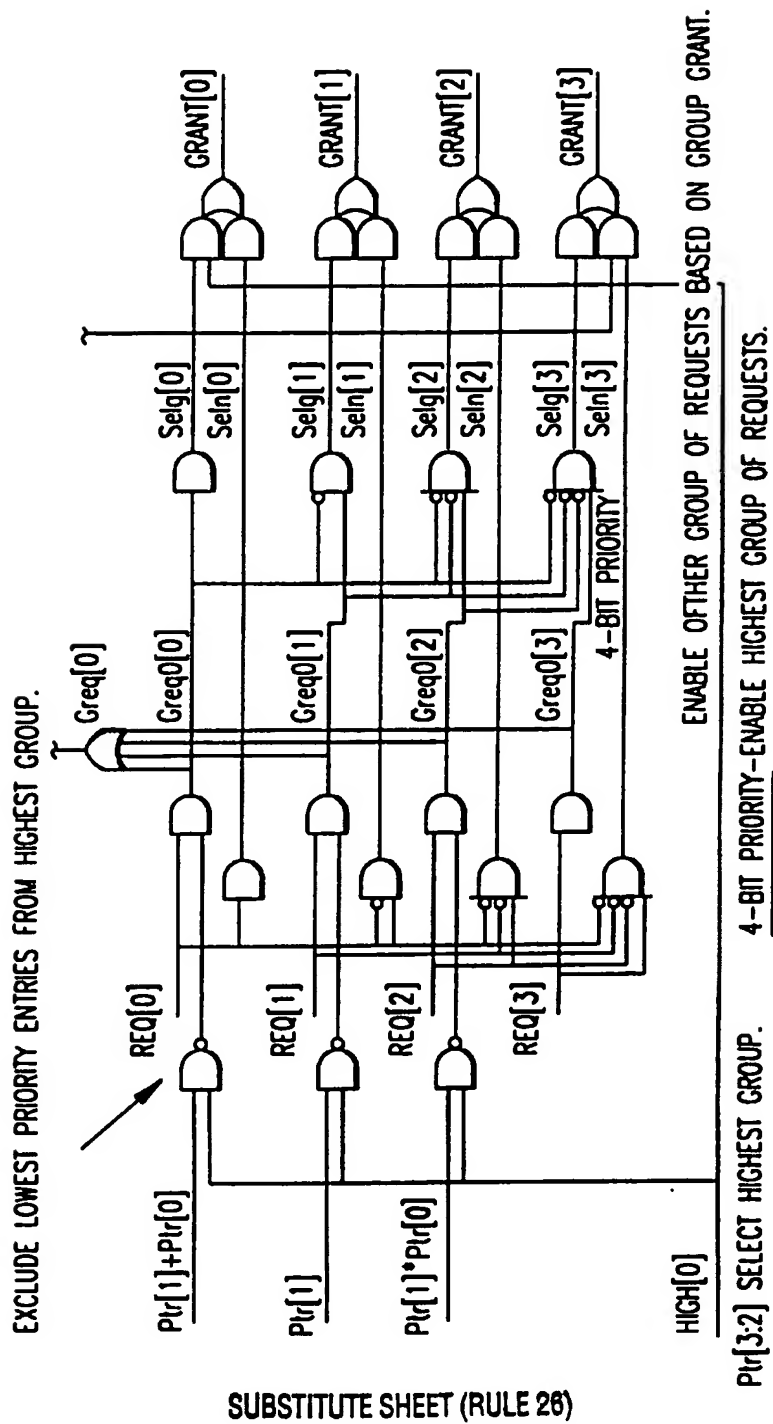 EXCLUDE LOWEST PRIORITY ENTRIES FROM HIGHEST GROUP.
Ptr[1]+Ptr[0]
Ptr[1]
Ptr[1]*Ptr[0]
HIGH[0]
Ptr[3:2] SELECT HIGHEST GROUP.
REQ[0]
REQ[1]
REQ[2]
REQ[3]
Greq[0]
Greq0[0]
Greq0[1]
Greq0[2]
Greq0[3]
4-BIT PRIORITY
Selg[0]
Seln[0]
Selg[1]
Seln[1]
Selg[2]
Seln[2]
Selg[3]
Seln[3]
GRANT[0]
GRANT[1]
GRANT[2]
GRANT[3]
ENABLE OFTHER GROUP OF REQUESTS BASED ON GROUP GRANT.
4-BIT PRIORITY-ENABLE HIGHEST GROUP OF REQUESTS.
SUBSTITUTE SHEET (RULE 26)